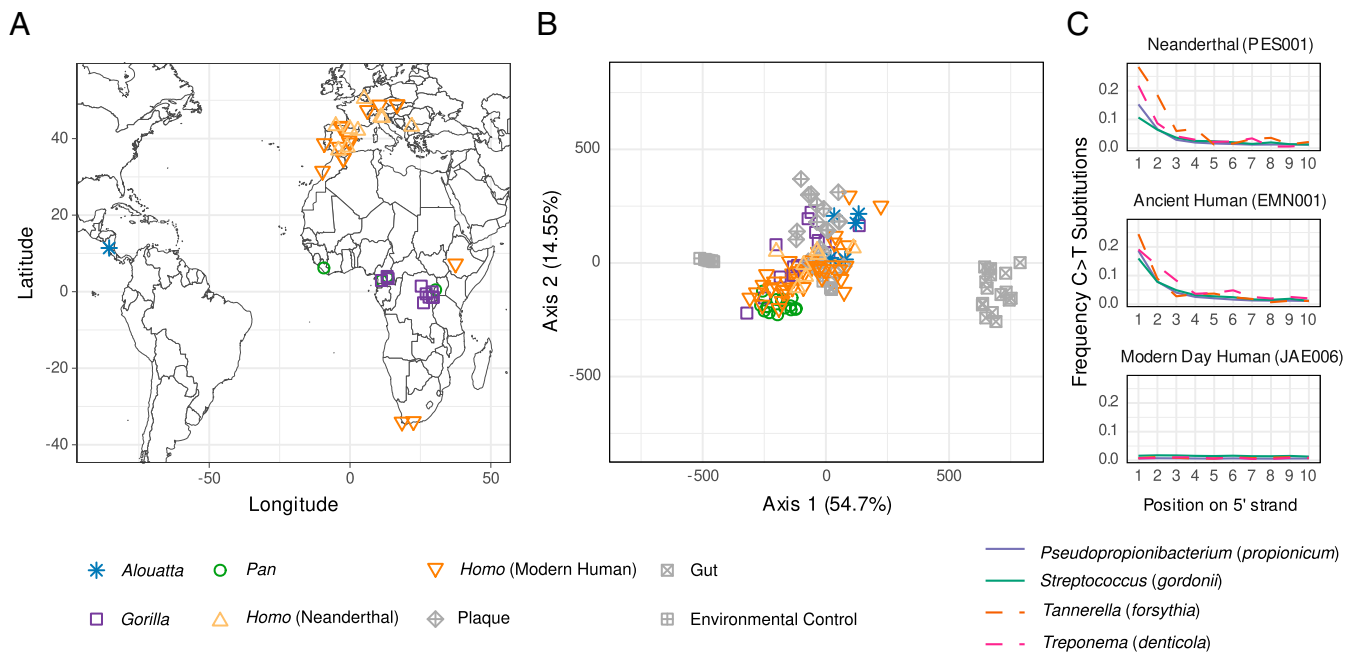 A
B
C
Latitude
40
20
0
-20
-40
-50
0
50
Longitude
Axis 2 (14.55%)
500
0
-500
-500
0
500
Axis 1 (54.7%)
Frequency C>T Substitutions
Neanderthal (PES001)
0.2
0.1
0.0
1 2 3 4 5 6 7 8 9 10
Ancient Human (EMN001)
0.2
0.1
0.0
1 2 3 4 5 6 7 8 9 10
Modern Day Human (JAE006)
0.2
0.1
0.0
1 2 3 4 5 6 7 8 9 10
Position on 5' strand
Alouatta
Pan
Homo (Modern Human)
Gut
Gorilla
Homo (Neanderthal)
Plaque
Environmental Control
Pseudopropionibacterium (propionicum)
Streptococcus (gordonii)
Tannerella (forsythia)
Treponema (denticola)